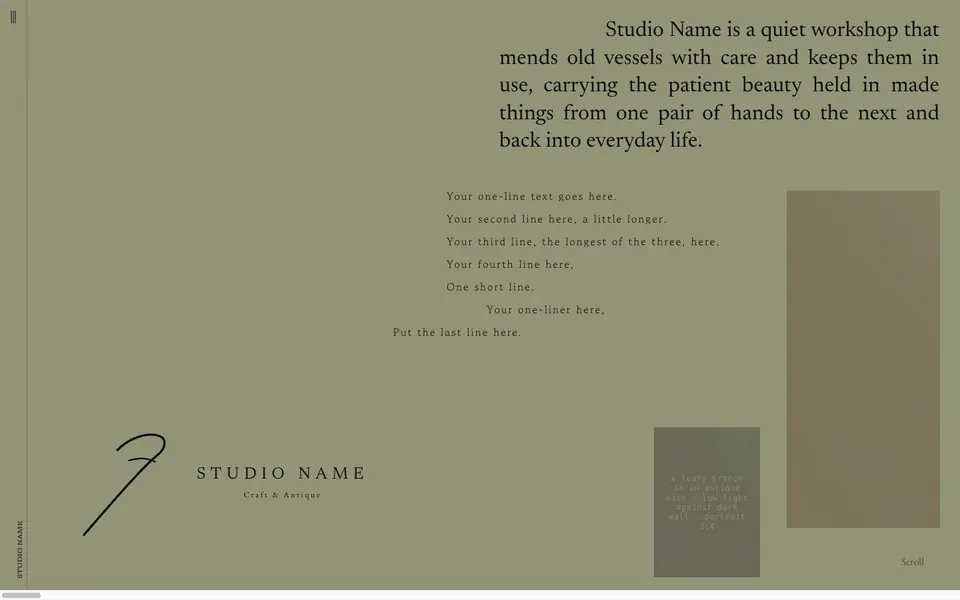 Studio Name is a quiet workshop that
mends old vessels with care and keeps them in
use, carrying the patient beauty held in made
things from one pair of hands to the next and
back into everyday life.
Your one-line text goes here.
Your second line here, a little longer.
Your third line, the longest of the three, here.
Your fourth line here,
One short line.
Your one-liner here,
Put the last line here.
STUDIO NAME
Craft & Antique
A leafy branch
in an antique
vase · low light
against dark
wall · portrait
3:4
Scroll
STUDIO NAME